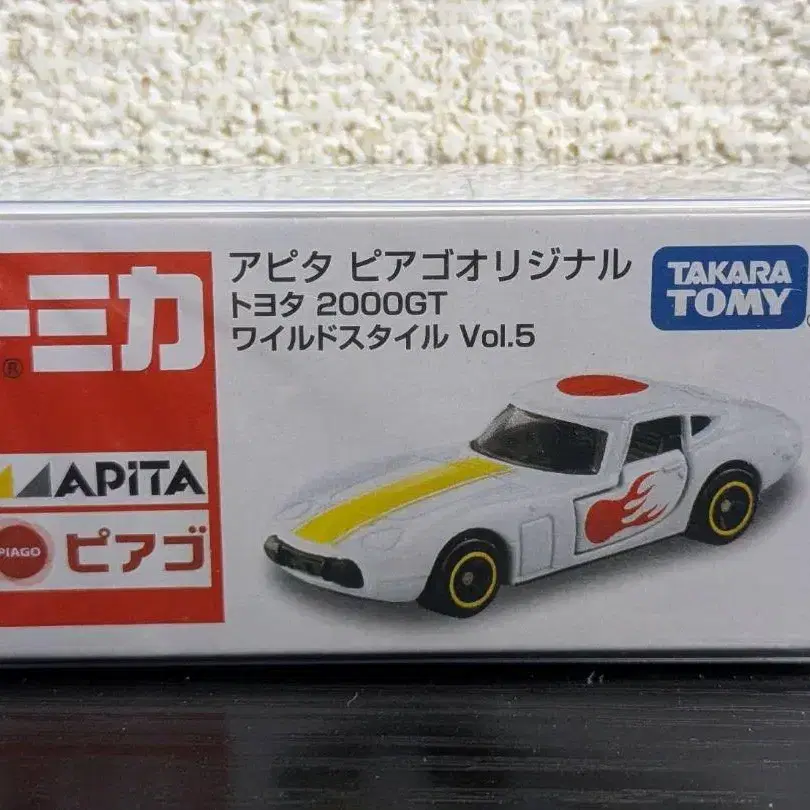 トミカ
®
アピタ ピアゴオリジナル
トヨタ 2000GT
ワイルドスタイル Vol.5
TAKARA
TOMY
APiTA
PIAGO
ピアゴ